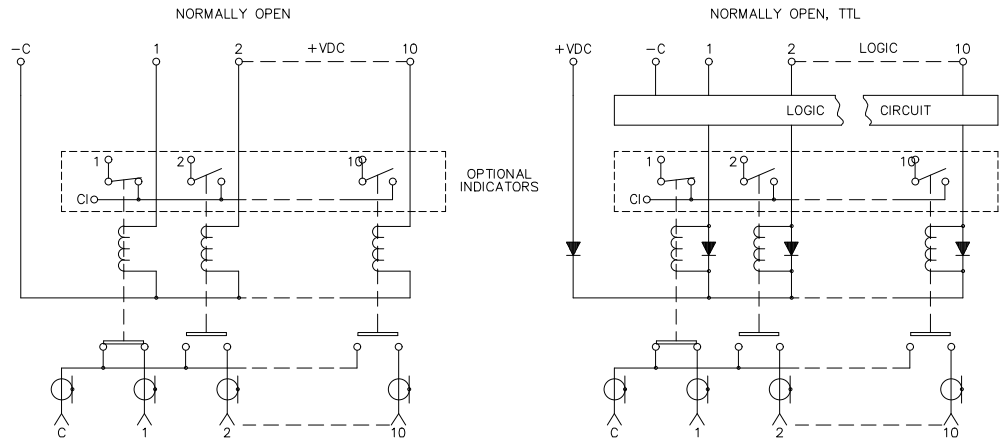 NORMALLY OPEN
-C 1 2 +VDC 10
1 2 10
CI
OPTIONAL
INDICATORS
C 1 2 10
NORMALLY OPEN, TTL
+VDC -C 1 2 LOGIC 10
LOGIC CIRCUIT
1 2 10
CI
C 1 2 10